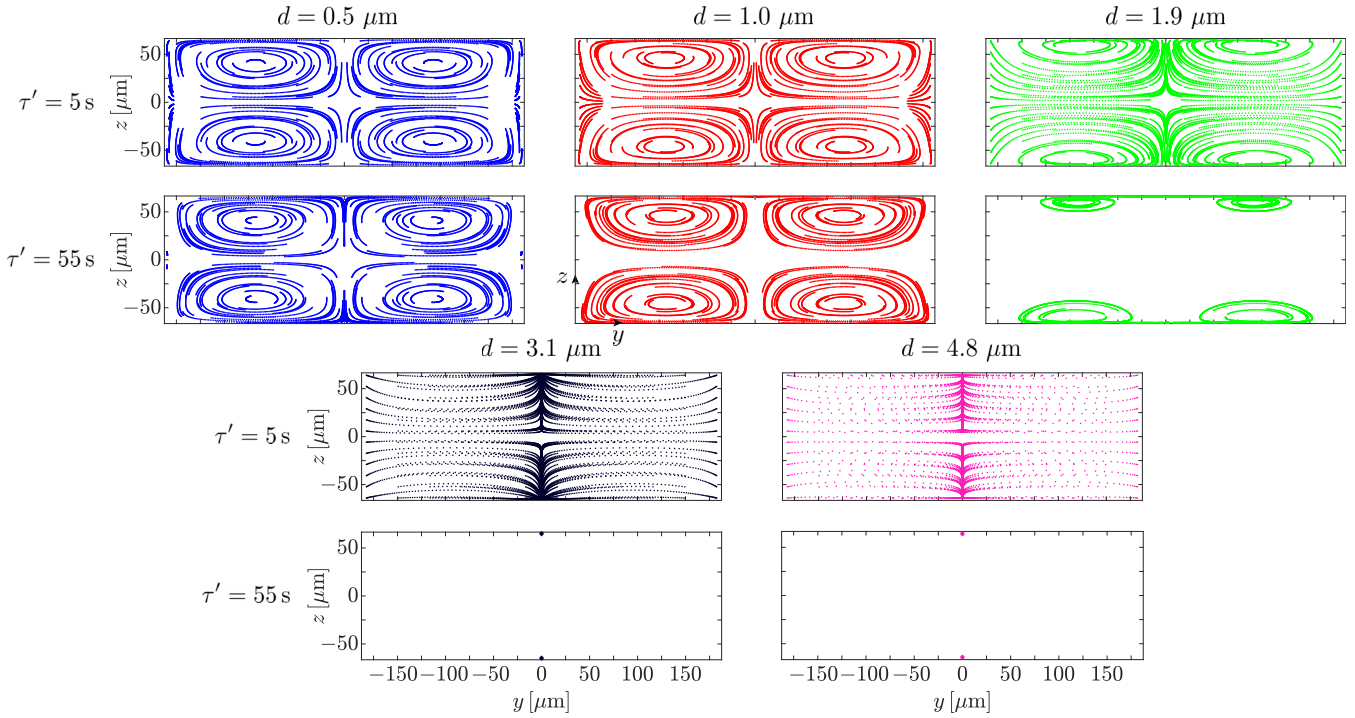 d = 0.5 μm d = 1.0 μm d = 1.9 μm
τ′ = 5 s z [μm] 50 0 −50
τ′ = 55 s z [μm] 50 0 −50 z y
d = 3.1 μm d = 4.8 μm
τ′ = 5 s z [μm] 50 0 −50
τ′ = 55 s z [μm] 50 0 −50
−150 −100 −50 0 50 100 150 −150 −100 −50 0 50 100 150
y [μm] y [μm]